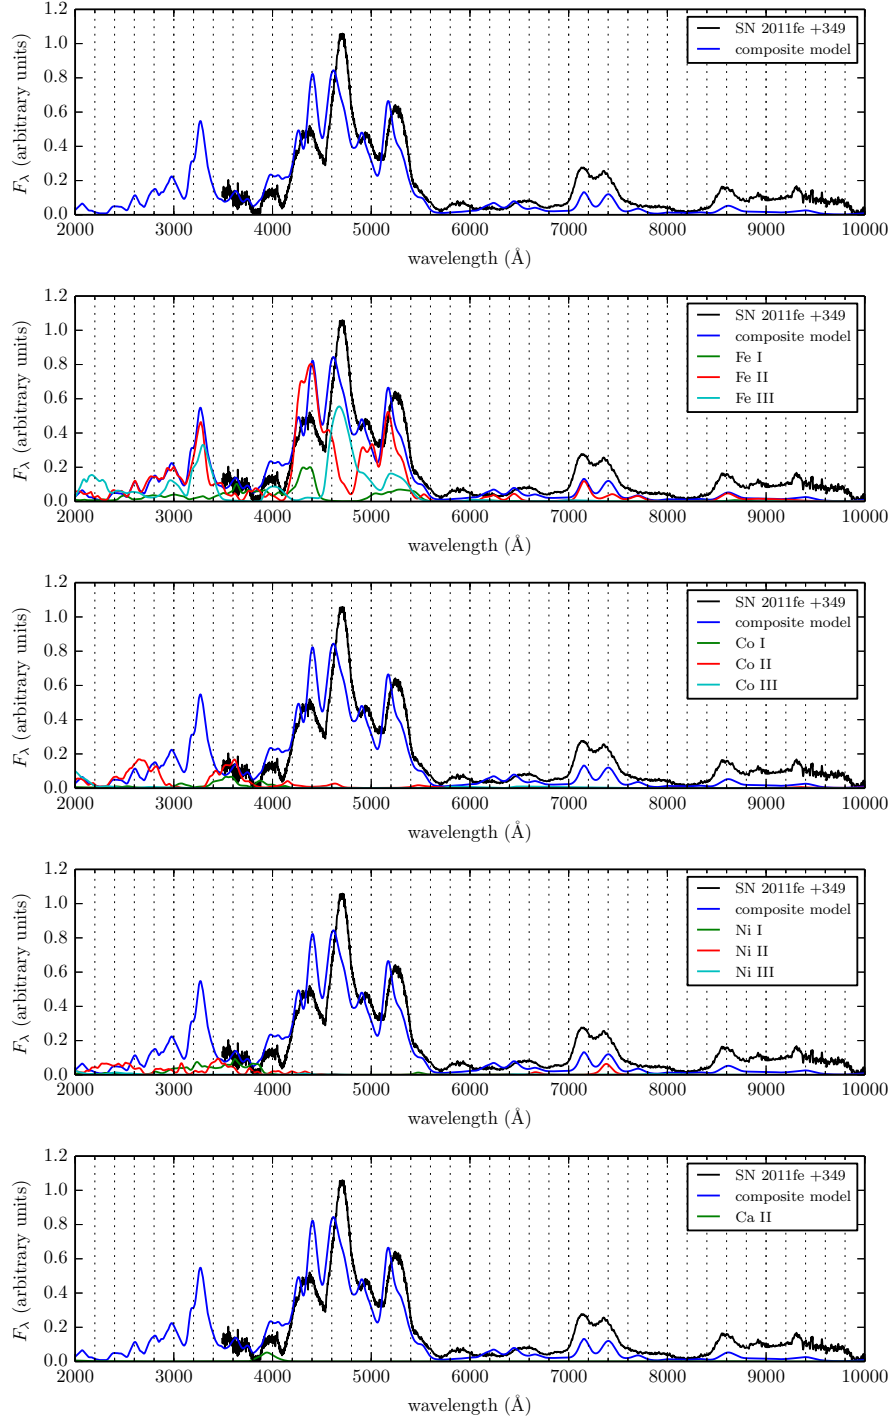 1.2
1.0
0.8
0.6
0.4
0.2
0.0
F_λ (arbitrary units)
SN 2011fe +349
composite model
2000 3000 4000 5000 6000 7000 8000 9000 10000
wavelength (Å)
1.2
1.0
0.8
0.6
0.4
0.2
0.0
F_λ (arbitrary units)
SN 2011fe +349
composite model
Fe I
Fe II
Fe III
2000 3000 4000 5000 6000 7000 8000 9000 10000
wavelength (Å)
1.2
1.0
0.8
0.6
0.4
0.2
0.0
F_λ (arbitrary units)
SN 2011fe +349
composite model
Co I
Co II
Co III
2000 3000 4000 5000 6000 7000 8000 9000 10000
wavelength (Å)
1.2
1.0
0.8
0.6
0.4
0.2
0.0
F_λ (arbitrary units)
SN 2011fe +349
composite model
Ni I
Ni II
Ni III
2000 3000 4000 5000 6000 7000 8000 9000 10000
wavelength (Å)
1.2
1.0
0.8
0.6
0.4
0.2
0.0
F_λ (arbitrary units)
SN 2011fe +349
composite model
Ca II
2000 3000 4000 5000 6000 7000 8000 9000 10000
wavelength (Å)